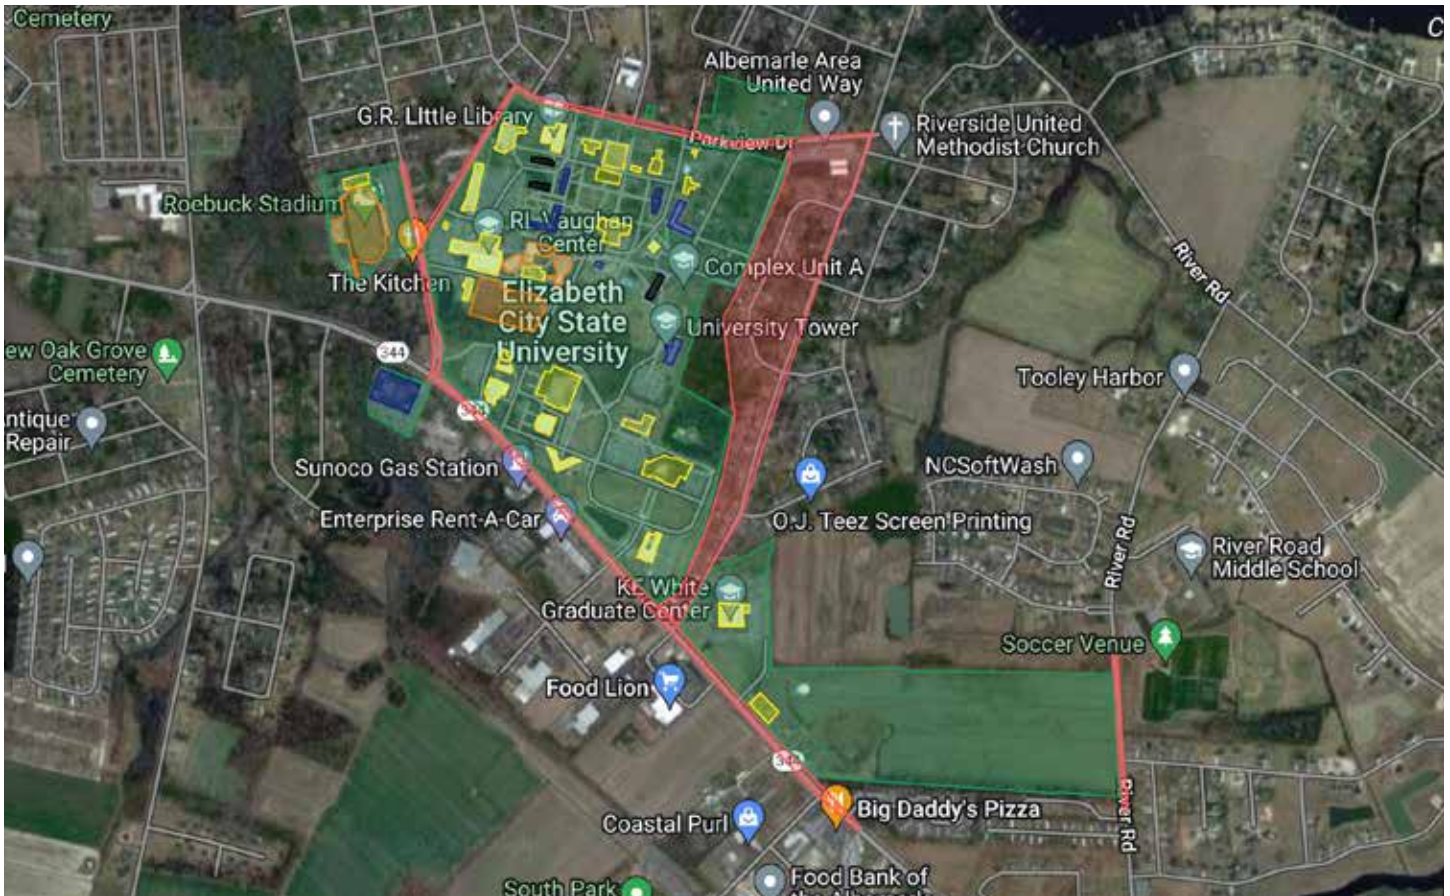 Cemetery
C
Albemarle Area
United Way
G.R. LIttle Library
Parkview Dr
Riverside United
Methodist Church
Roebuck Stadium
RL Vaughan
Center
The Kitchen
Complex Unit A
River Rd
Elizabeth
City State
University
University Tower
344
ew Oak Grove
Cemetery
Tooley Harbor
344
ntique
Repair
Sunoco Gas Station
NCSoftWash
Enterprise Rent-A-Car
O.J. Teez Screen Printing
River Rd
River Road
Middle School
KE White
Graduate Center
Soccer Venue
Food Lion
344
River Rd
Big Daddy's Pizza
Coastal Purl
Food Bank of
South Park